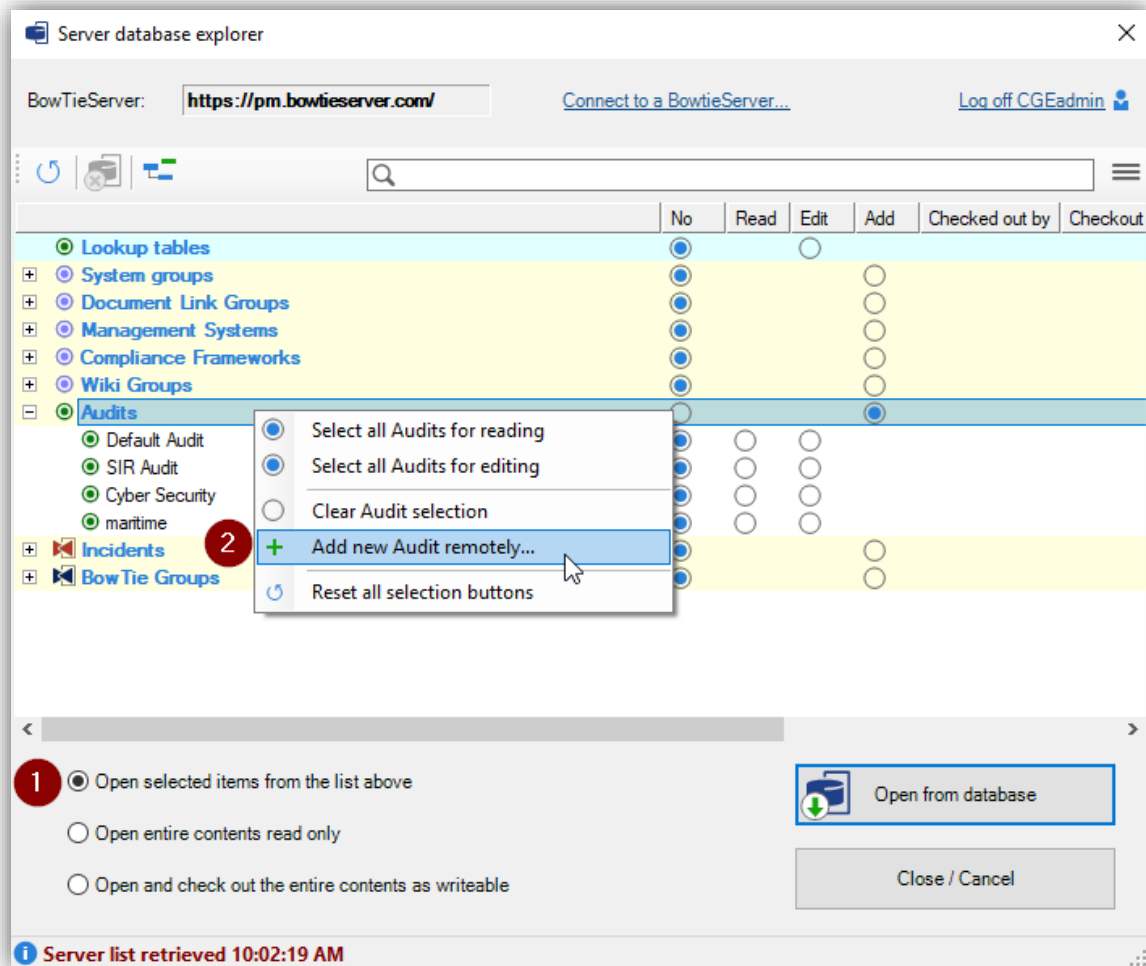 Server database explorer
BowTieServer: https://pm.bowtieserver.com/ Connect to a BowtieServer... Log off CGEadmin
No Read Edit Add Checked out by Checkout
Lookup tables
System groups
Document Link Groups
Management Systems
Compliance Frameworks
Wiki Groups
Audits
Default Audit
SIR Audit
Cyber Security
maritime
Incidents
BowTie Groups
Select all Audits for reading
Select all Audits for editing
Clear Audit selection
2 Add new Audit remotely...
Reset all selection buttons
1 Open selected items from the list above
Open entire contents read only
Open and check out the entire contents as writeable
Open from database
Close / Cancel
Server list retrieved 10:02:19 AM